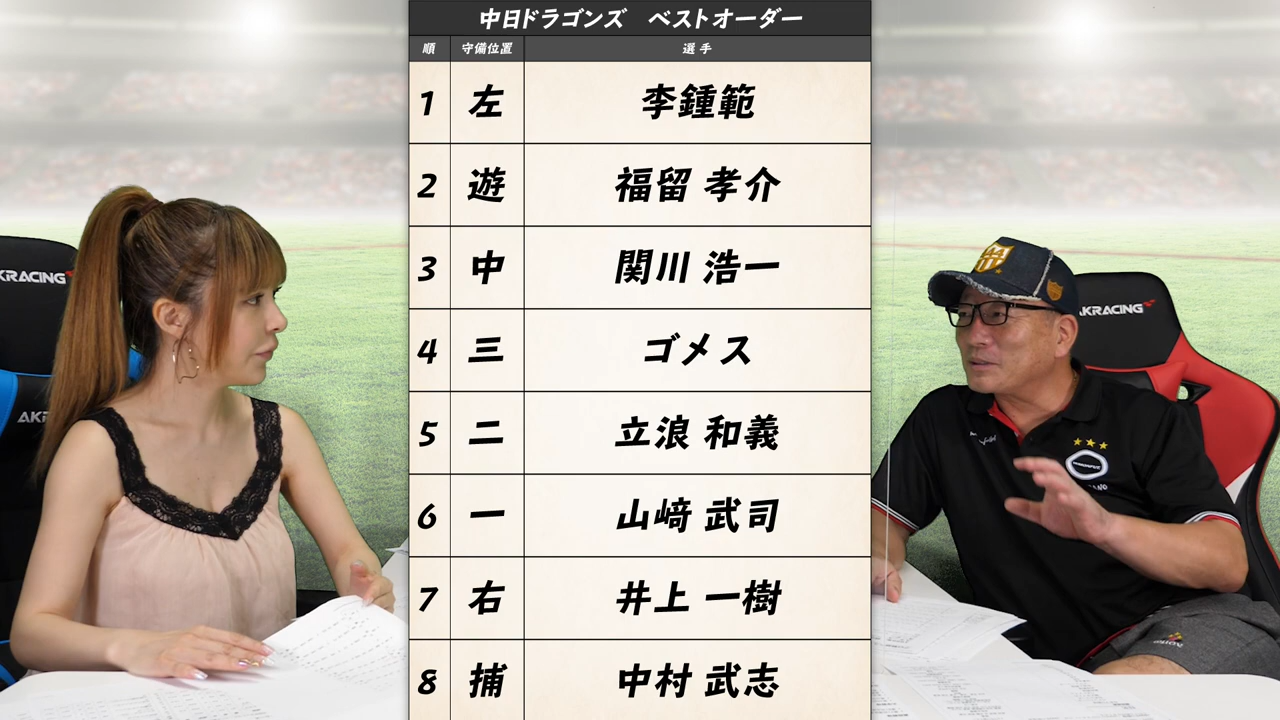 中日ドラゴンズ　ベストオーダー
順 守備位置 選手
1 左 李鍾範
2 遊 福留 孝介
3 中 関川 浩一
4 三 ゴメス
5 二 立浪 和義
6 一 山﨑 武司
7 右 井上 一樹
8 捕 中村 武志
KRACING
AKRACING